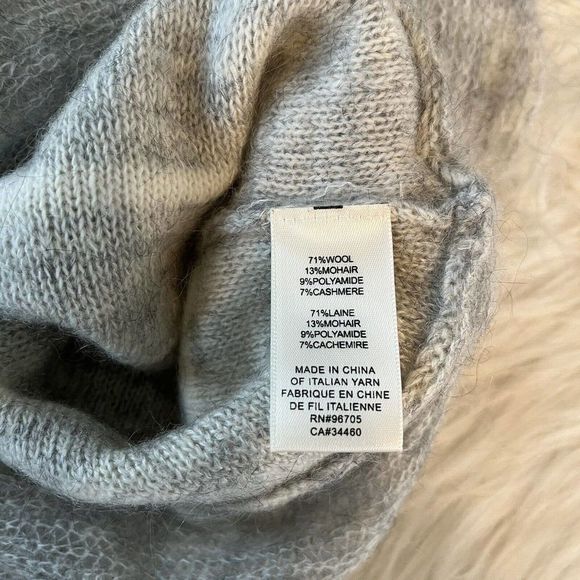 71%WOOL
13%MOHAIR
9%POLYAMIDE
7%CASHMERE
71%LAINE
13%MOHAIR
9%POLYAMIDE
7%CACHEMIRE
MADE IN CHINA
OF ITALIAN YARN
FABRIQUE EN CHINE
DE FIL ITALIENNE
RN#96705
CA#34460